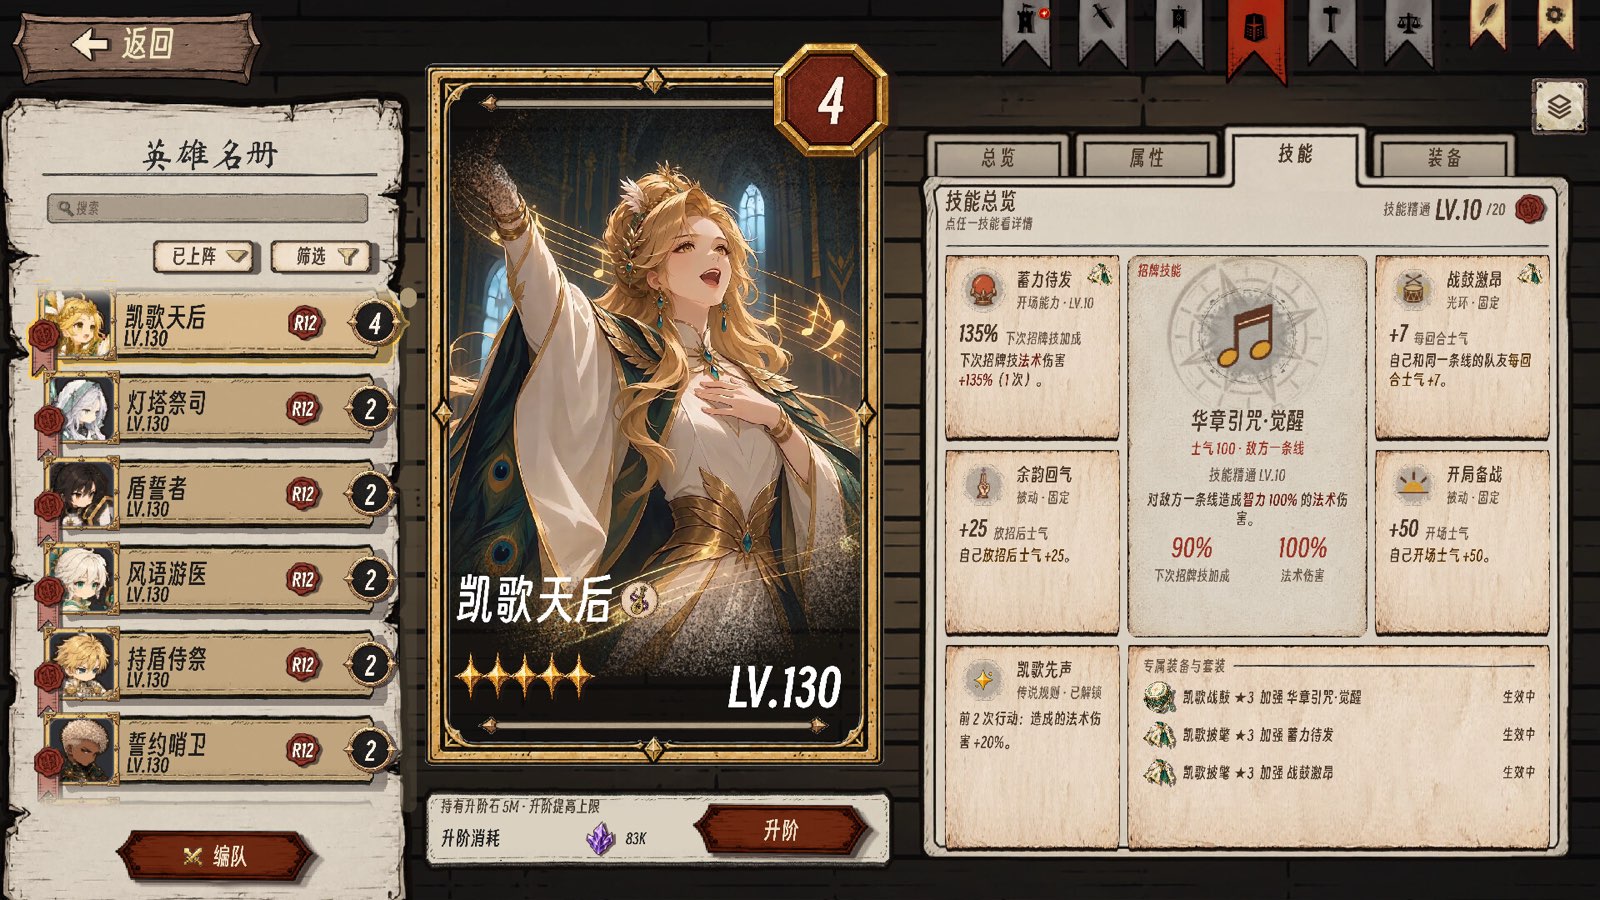 返回
英雄名册
搜索
已上阵
筛选
凯歌天后
LV.130
R12
4
灯塔祭司
LV.130
R12
2
盾誓者
LV.130
R12
2
风语游医
LV.130
R12
2
持盾侍祭
LV.130
R12
2
誓约哨卫
LV.130
R12
2
编队
4
凯歌天后
LV.130
持有升阶石 5M · 升阶提高上限
升阶消耗
83K
升阶
总览
属性
技能
装备
技能总览
点任一技能看详情
技能精通 LV.10 /20
蓄力待发
开场能力 · LV.10
135% 下次招牌技加成
下次招牌技法术伤害
+135%（1次）。
招牌技能
华章引咒·觉醒
士气100 · 敌方一条线
技能精通 LV.10
对敌方一条线造成智力 100% 的法术伤
害。
90%
下次招牌技加成
100%
法术伤害
战鼓激昂
光环 · 固定
+7 每回合士气
自己和同一条线的队友每回
合士气 +7。
余韵回气
被动 · 固定
+25 放招后士气
自己放招后士气 +25。
开局备战
被动 · 固定
+50 开场士气
自己开场士气 +50。
凯歌先声
传说规则 · 已解锁
前 2 次行动：造成的法术伤
害 +20%。
专属装备与套装
凯歌战鼓 ★3 加强 华章引咒·觉醒
生效中
凯歌披氅 ★3 加强 蓄力待发
生效中
凯歌披氅 ★3 加强 战鼓激昂
生效中